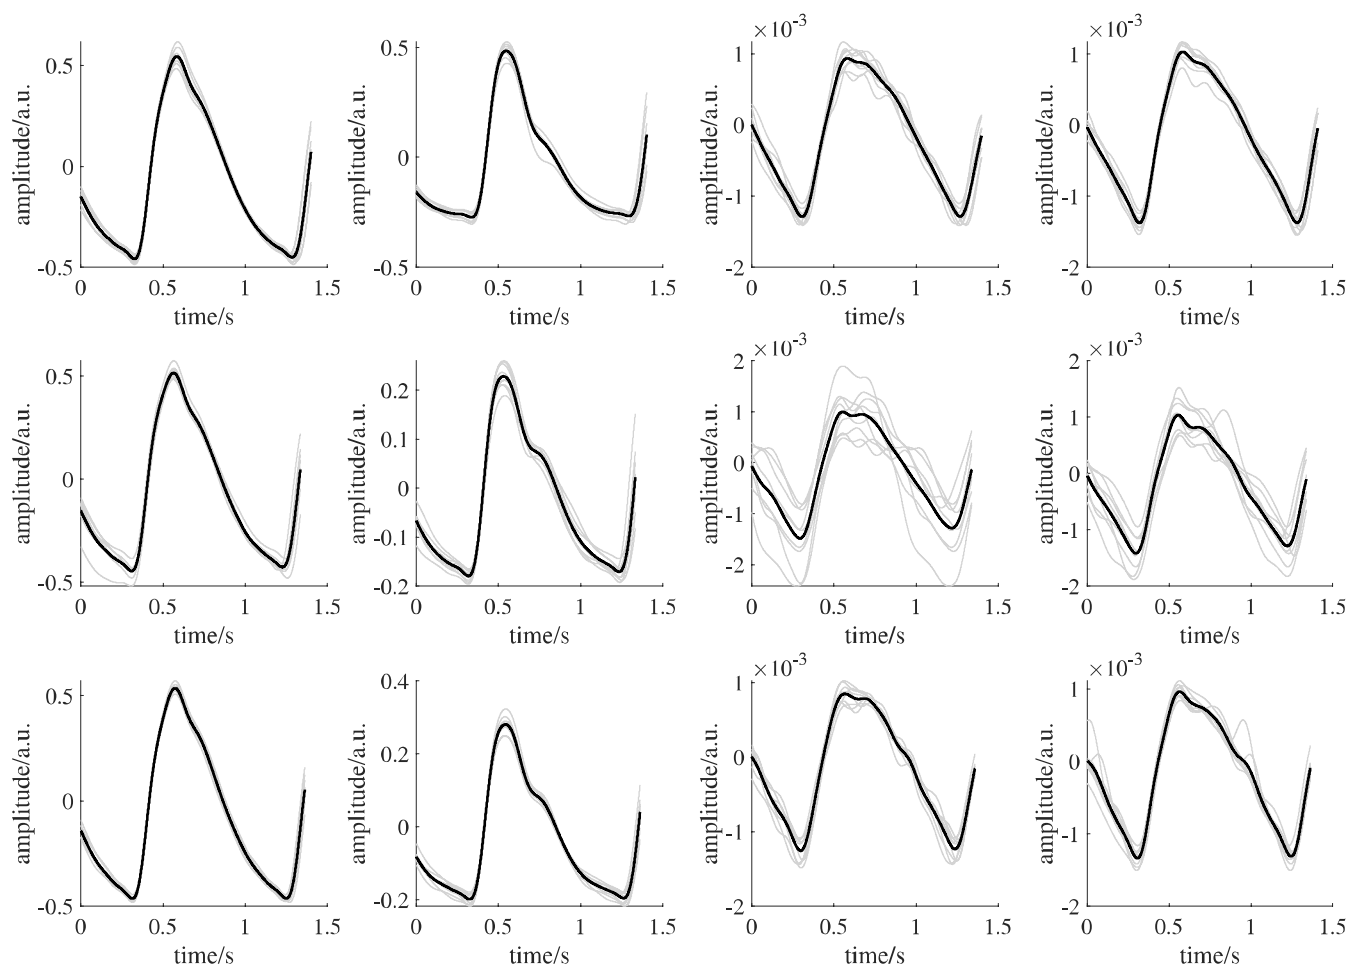 ×10⁻³ ×10⁻³
0.5 0.5 1 1
amplitude/a.u. amplitude/a.u. amplitude/a.u. amplitude/a.u.
0 0 0 0
-1 -1
-0.5 -0.5 -2 -2
0 0.5 1 1.5 0 0.5 1 1.5 0 0.5 1 1.5 0 0.5 1 1.5
time/s time/s time/s time/s
×10⁻³ ×10⁻³
2 2
0.5 0.2 1 1
amplitude/a.u. amplitude/a.u. amplitude/a.u. amplitude/a.u.
0.1
0 0 0 0
-0.1 -1 -1
-0.5 -0.2 -2 -2
0 0.5 1 1.5 0 0.5 1 1.5 0 0.5 1 1.5 0 0.5 1 1.5
time/s time/s time/s time/s
×10⁻³ ×10⁻³
0.5 0.4 1 1
amplitude/a.u. amplitude/a.u. amplitude/a.u. amplitude/a.u.
0.2
0 0 0 0
-1 -1
-0.5 -0.2 -2 -2
0 0.5 1 1.5 0 0.5 1 1.5 0 0.5 1 1.5 0 0.5 1 1.5
time/s time/s time/s time/s